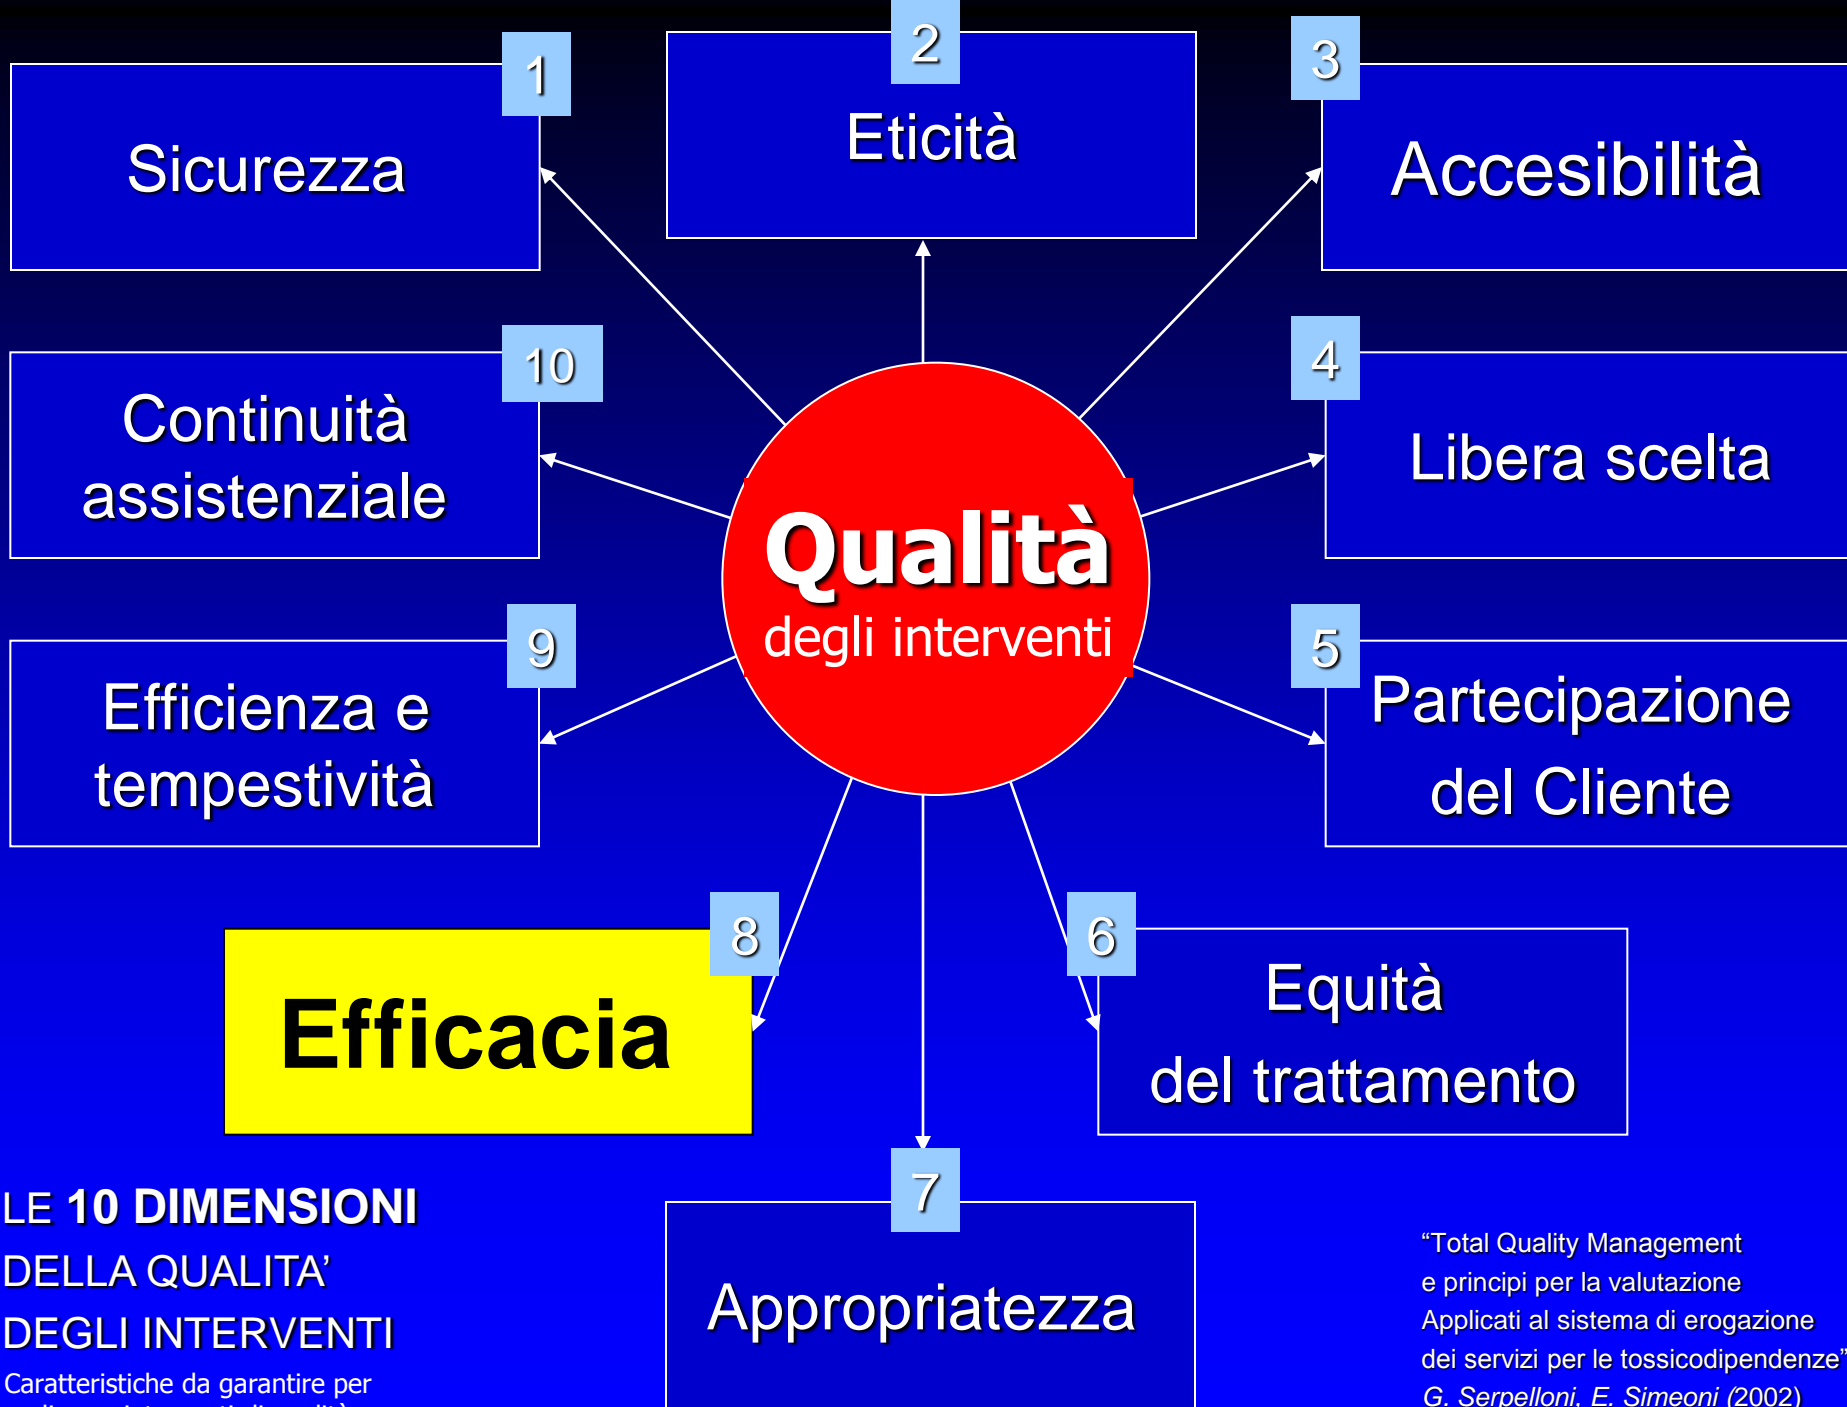 1
Sicurezza
2
Eticità
3
Accesibilità
10
Continuità
assistenziale
4
Libera scelta
Qualità
degli interventi
9
Efficienza e
tempestività
5
Partecipazione
del Cliente
8
Efficacia
6
Equità
del trattamento
7
Appropriatezza
LE 10 DIMENSIONI
DELLA QUALITA’
DEGLI INTERVENTI
Caratteristiche da garantire per
“Total Quality Management
e principi per la valutazione
Applicati al sistema di erogazione
dei servizi per le tossicodipendenze”
G. Serpelloni, E. Simeoni (2002)